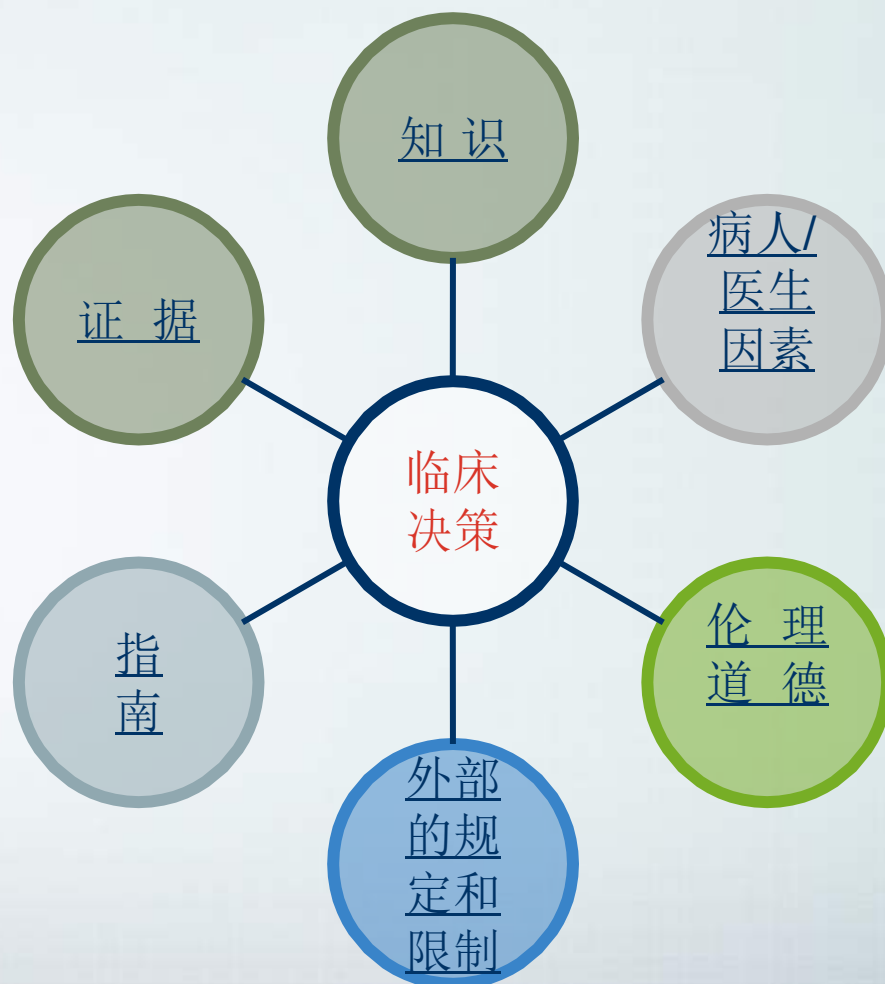 知 识
病人/
医生
因素
证 据
临床
决策
伦 理
道 德
指
南
外部
的规
定和
限制